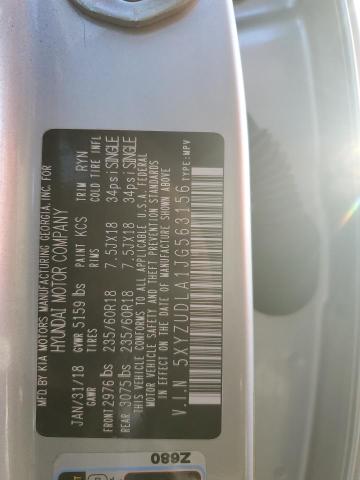 MFD BY KIA MOTORS MANUFACTURING GEORGIA, INC. FOR
HYUNDAI MOTOR COMPANY
JAN/31/18 GVWR 5159 lbs PAINT KCS TRIM RYN
GAWR TIRES RIMS COLD TIRE INFL
FRONT 2976 lbs 235/60R18 7.5JX18 34psi SINGLE
REAR 3075 lbs 235/60R18 7.5JX18 34psi SINGLE
THIS VEHICLE CONFORMS TO ALL APPLICABLE U.S.A. FEDERAL
MOTOR VEHICLE SAFETY BUMPER, AND THEFT PREVENTION STANDARDS
IN EFFECT ON THE DATE OF MANUFACTURE SHOWN ABOVE.
V.I.N 5XYZUDLA1JG563156 TYPE:MPV
Z680